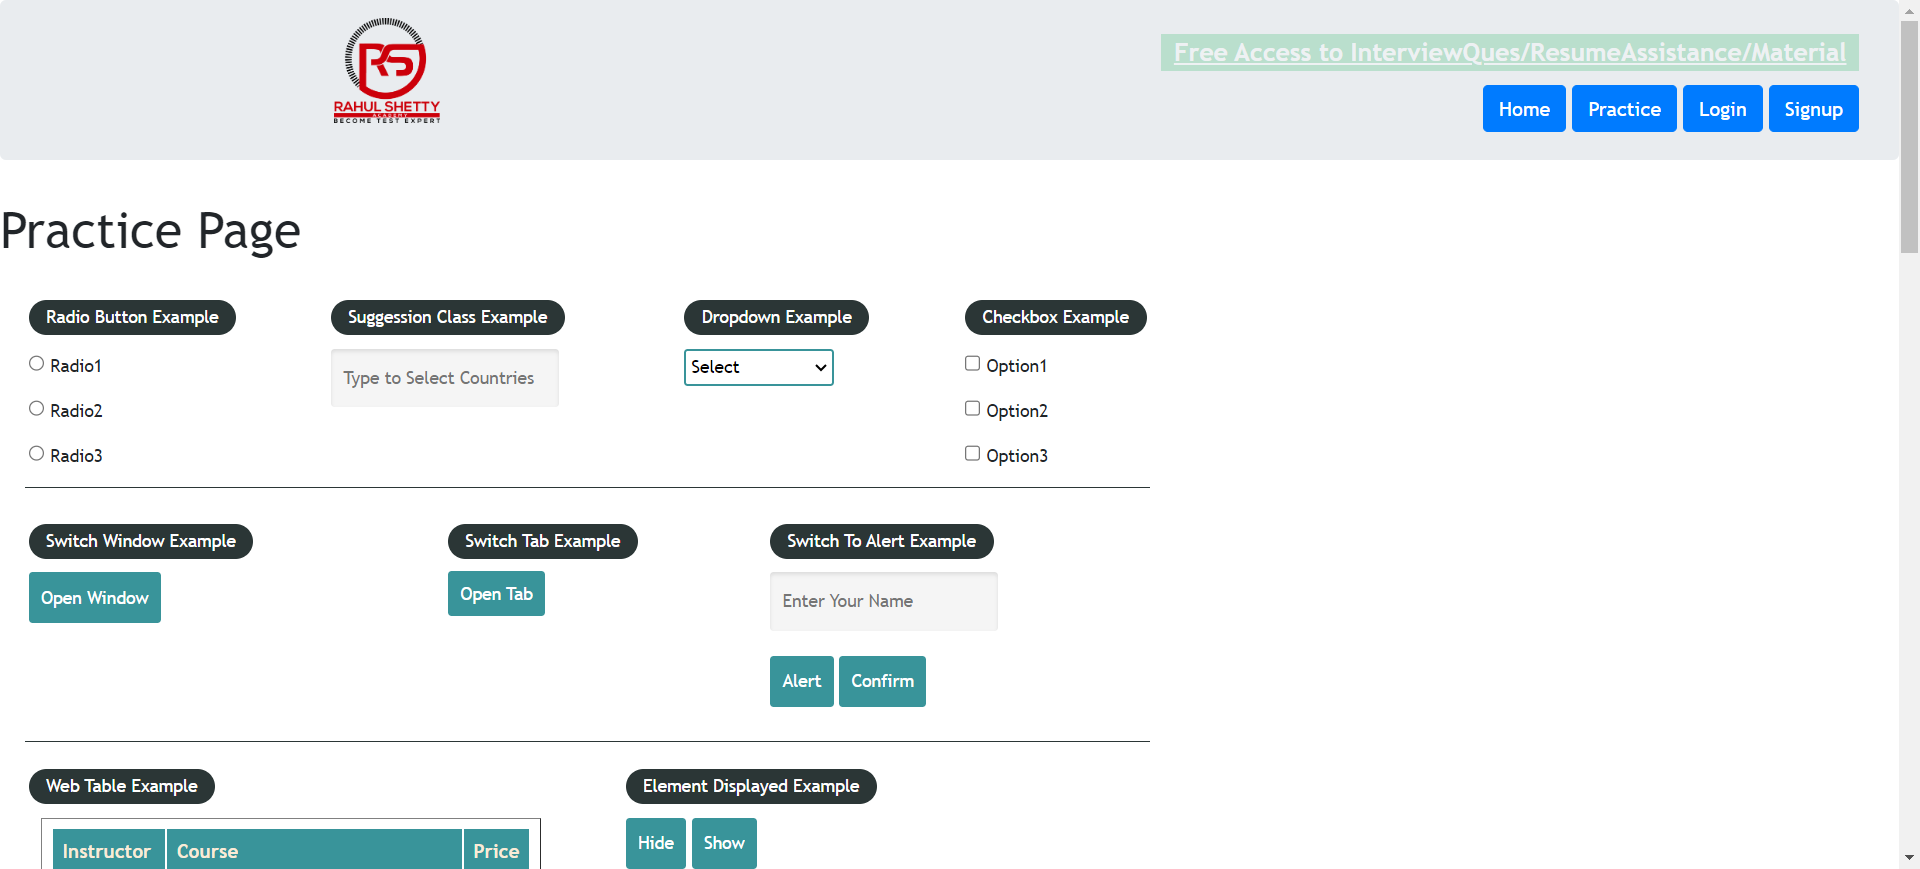 RAHUL SHETTY
ACADEMY
BECOME TEST EXPERT
Free Access to InterviewQues/ResumeAssistance/Material
Home Practice Login Signup
Practice Page
Radio Button Example
Radio1
Radio2
Radio3
Suggession Class Example
Type to Select Countries
Dropdown Example
Select
Checkbox Example
Option1
Option2
Option3
Switch Window Example
Open Window
Switch Tab Example
Open Tab
Switch To Alert Example
Enter Your Name
Alert Confirm
Web Table Example
Instructor Course Price
Element Displayed Example
Hide Show